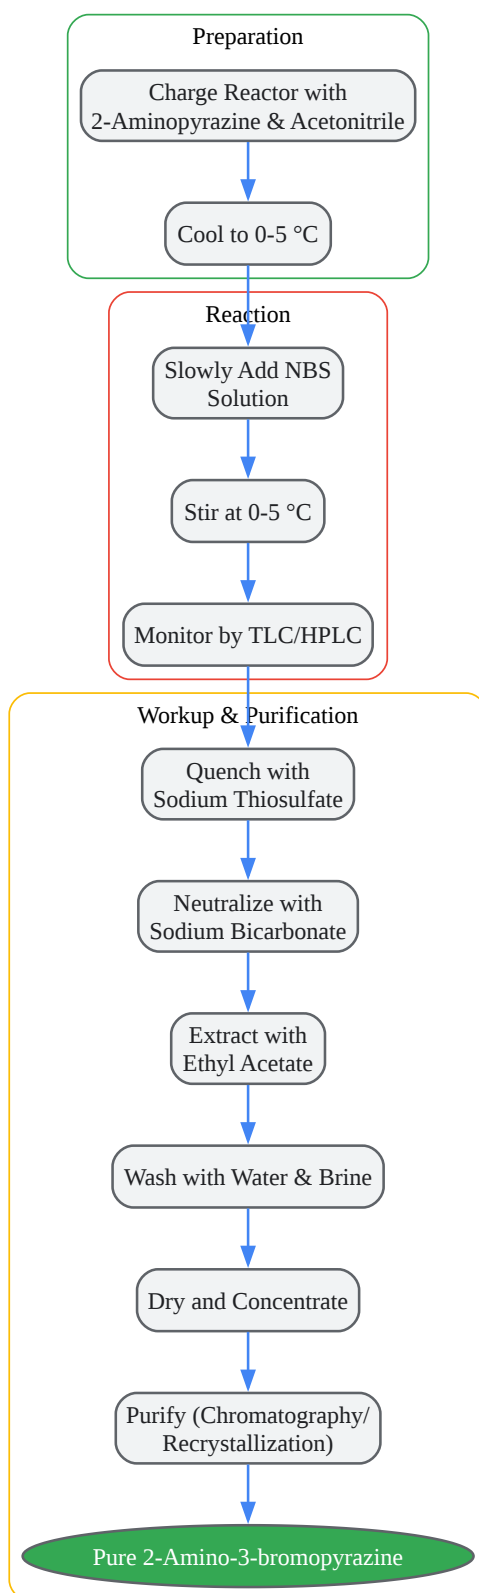 Preparation
Charge Reactor with
2-Aminopyrazine & Acetonitrile
Cool to 0-5 °C
Reaction
Slowly Add NBS
Solution
Stir at 0-5 °C
Monitor by TLC/HPLC
Workup & Purification
Quench with
Sodium Thiosulfate
Neutralize with
Sodium Bicarbonate
Extract with
Ethyl Acetate
Wash with Water & Brine
Dry and Concentrate
Purify (Chromatography/
Recrystallization)
Pure 2-Amino-3-bromopyrazine